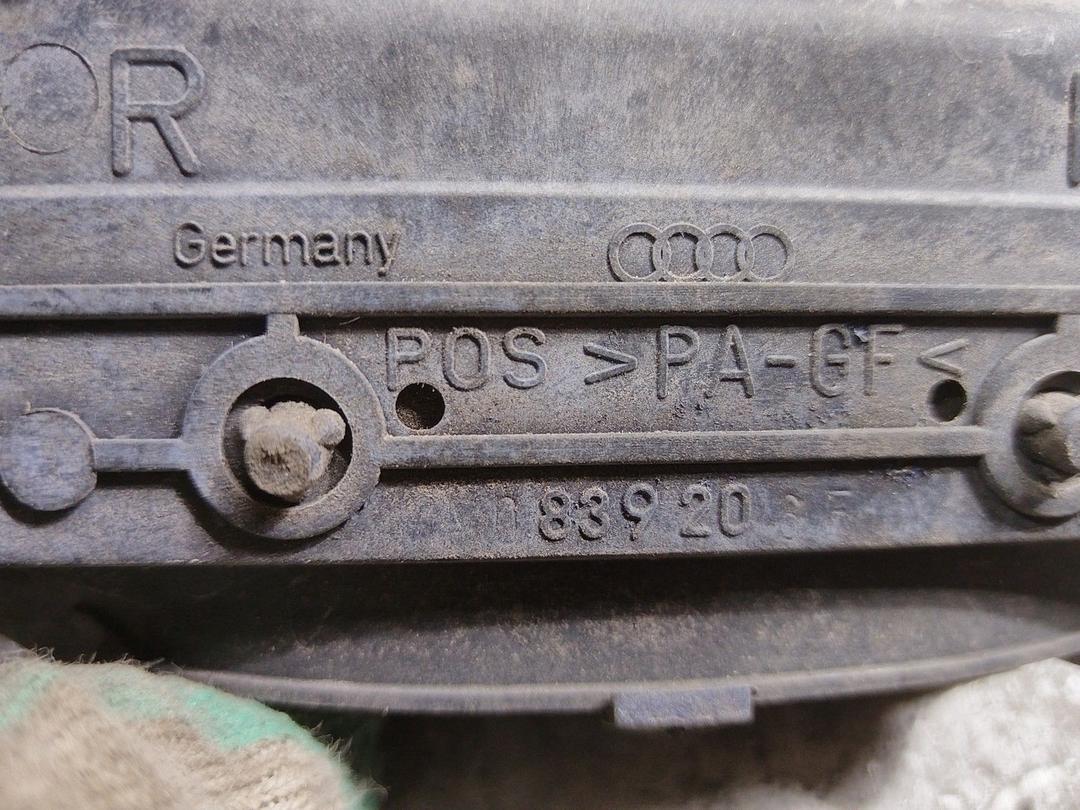 R
Germany
POS >PA-GF<
839 20